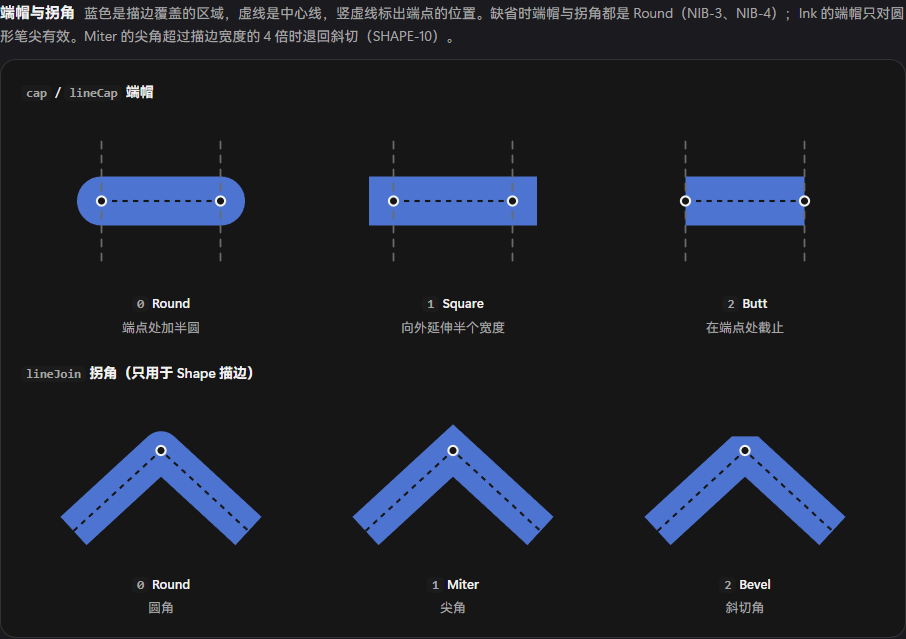 端帽与拐角 蓝色是描边覆盖的区域，虚线是中心线，竖虚线标出端点的位置。缺省时端帽与拐角都是 Round（NIB-3、NIB-4）；Ink 的端帽只对圆
形笔尖有效。Miter 的尖角超过描边宽度的 4 倍时退回斜切（SHAPE-10）。
cap / lineCap 端帽
0 Round
1 Square
2 Butt
端点处加半圆
向外延伸半个宽度
在端点处截止
lineJoin 拐角（只用于 Shape 描边）
0 Round
1 Miter
2 Bevel
圆角
尖角
斜切角